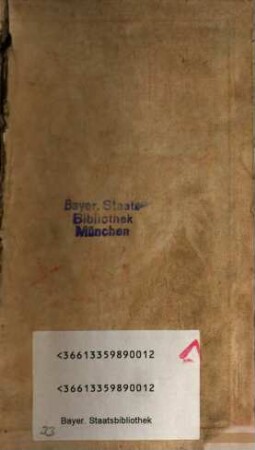 Bayer. Staats-
Bibliothek
München
<36613359890012
<36613359890012
Bayer. Staatsbibliothek